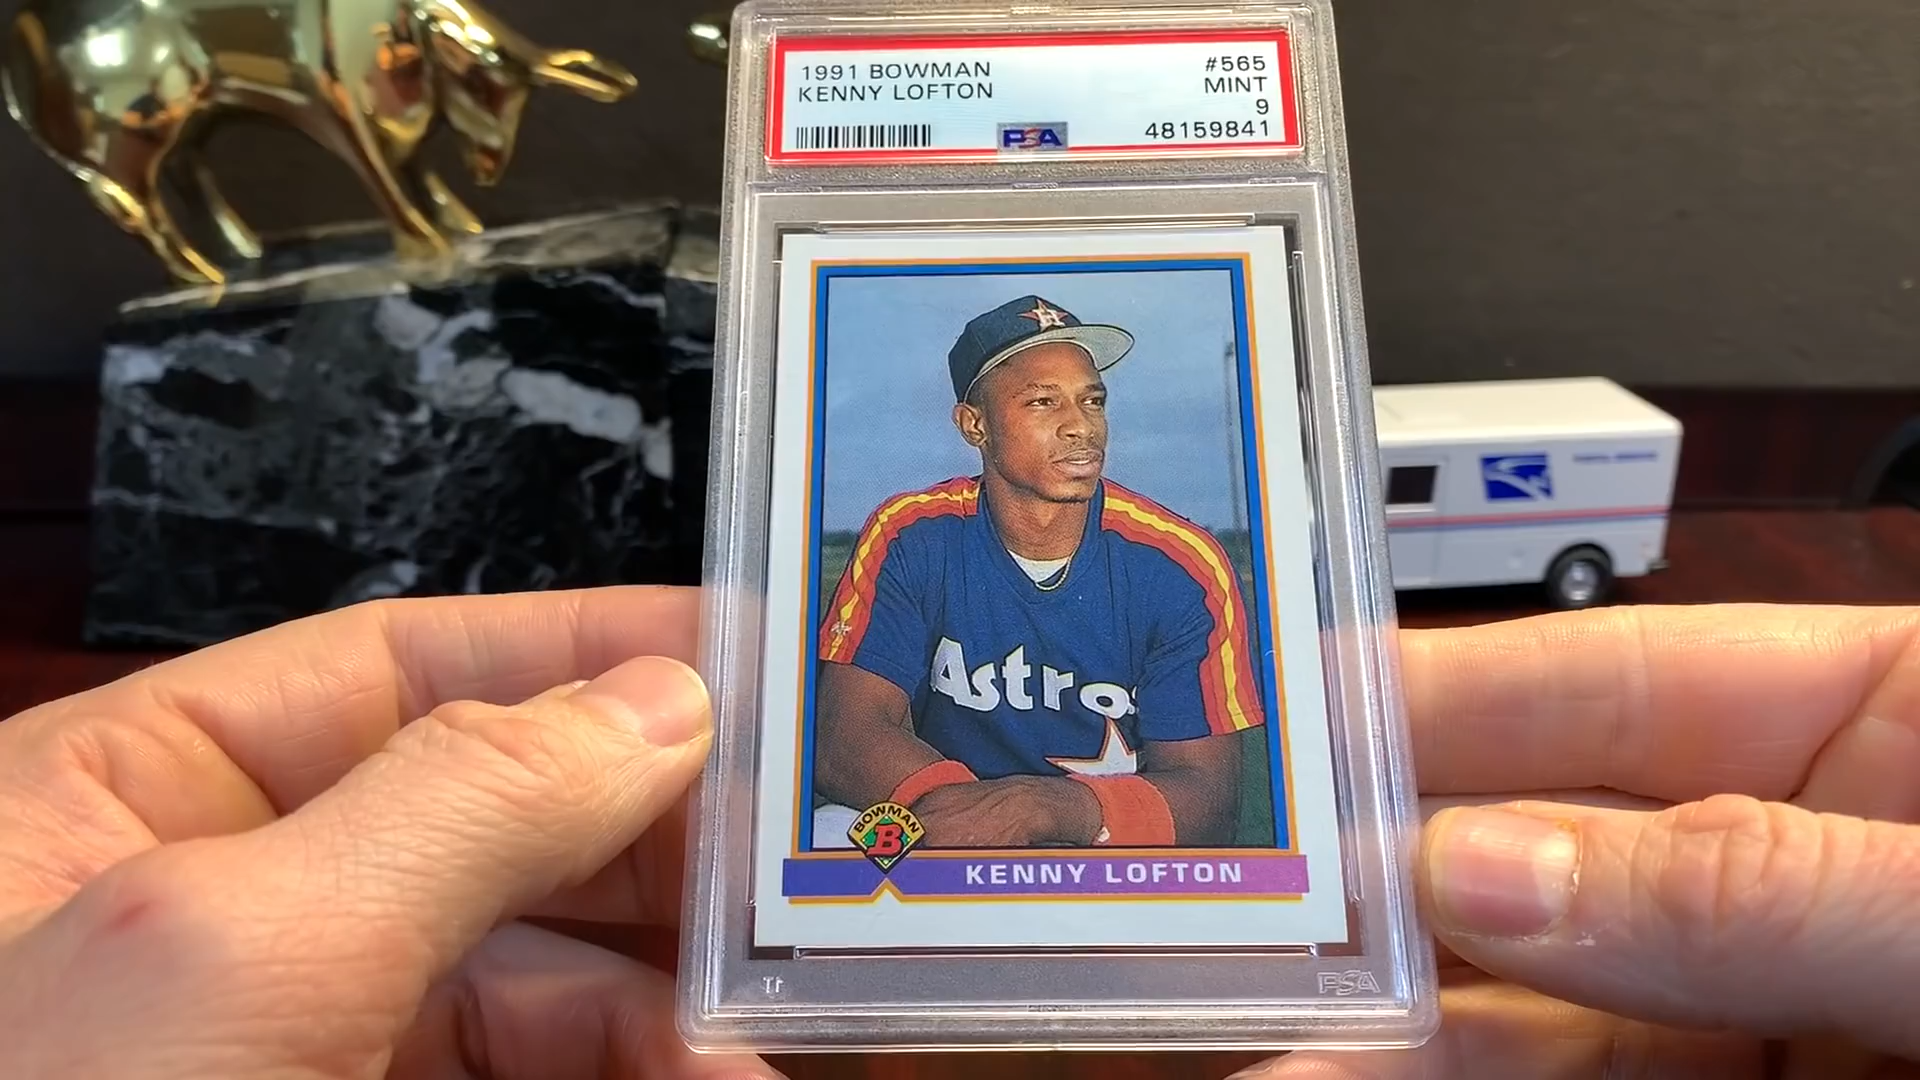 1991 BOWMAN
KENNY LOFTON
#565
MINT
9
48159841
PSA
H
Astros
BOWMAN
B
KENNY LOFTON
PSA